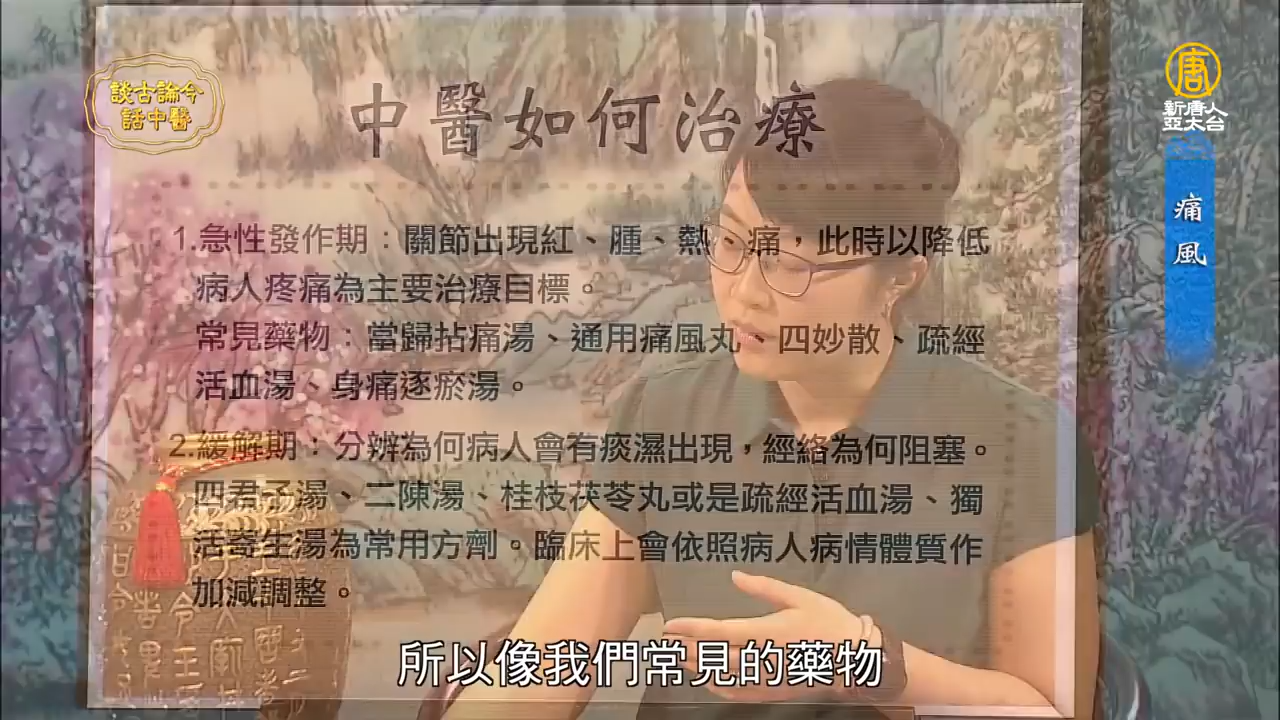 談古論今
話中醫
中醫如何治療
唐
新唐人
亞太台
痛風
1.急性發作期：關節出現紅、腫、熱、痛，此時以降低
病人疼痛為主要治療目標。
常見藥物：當歸拈痛湯、通用痛風丸、四妙散、疏經
活血湯、身痛逐瘀湯。
2.緩解期：分辨為何病人會有痰濕出現，經絡為何阻塞。
四君子湯、二陳湯、桂枝茯苓丸或是疏經活血湯、獨
活寄生湯為常用方劑。臨床上會依照病人病情體質作
加減調整。
所以像我們常見的藥物